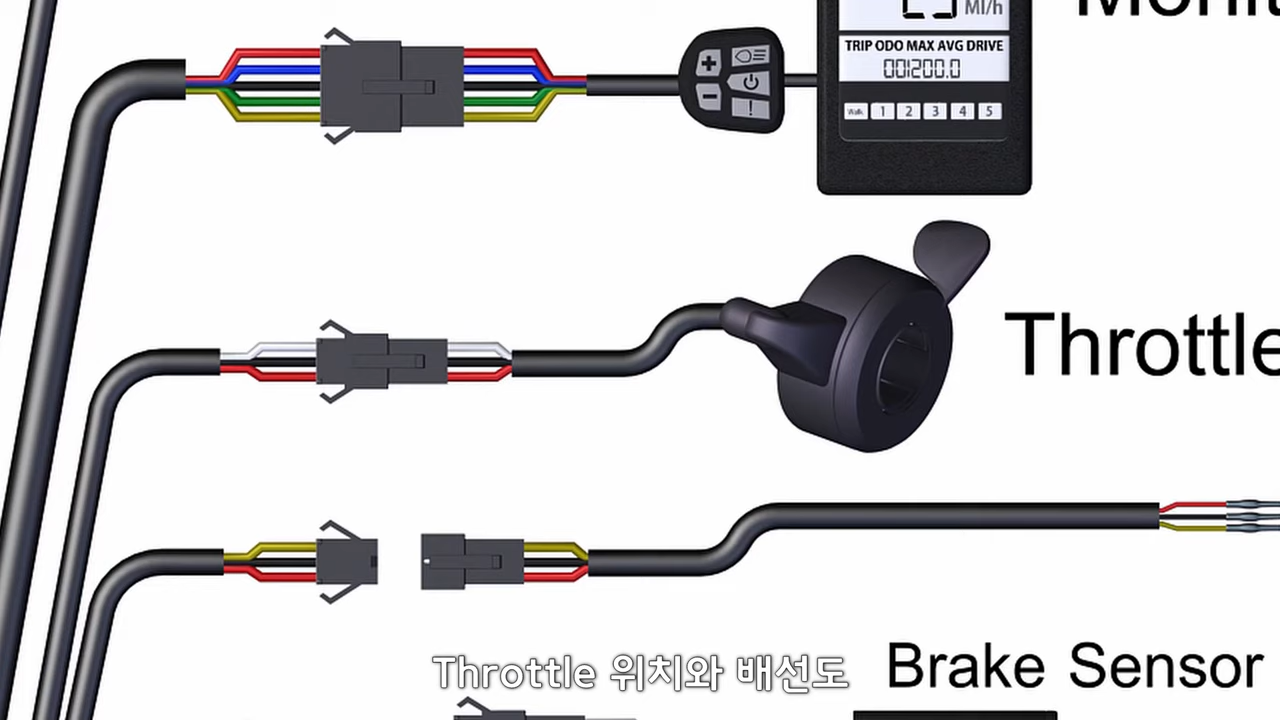 MI/h
TRIP ODO MAX AVG DRIVE
001200.0
Walk 1 2 3 4 5
Throttle
Throttle 위치와 배선도
Brake Sensor